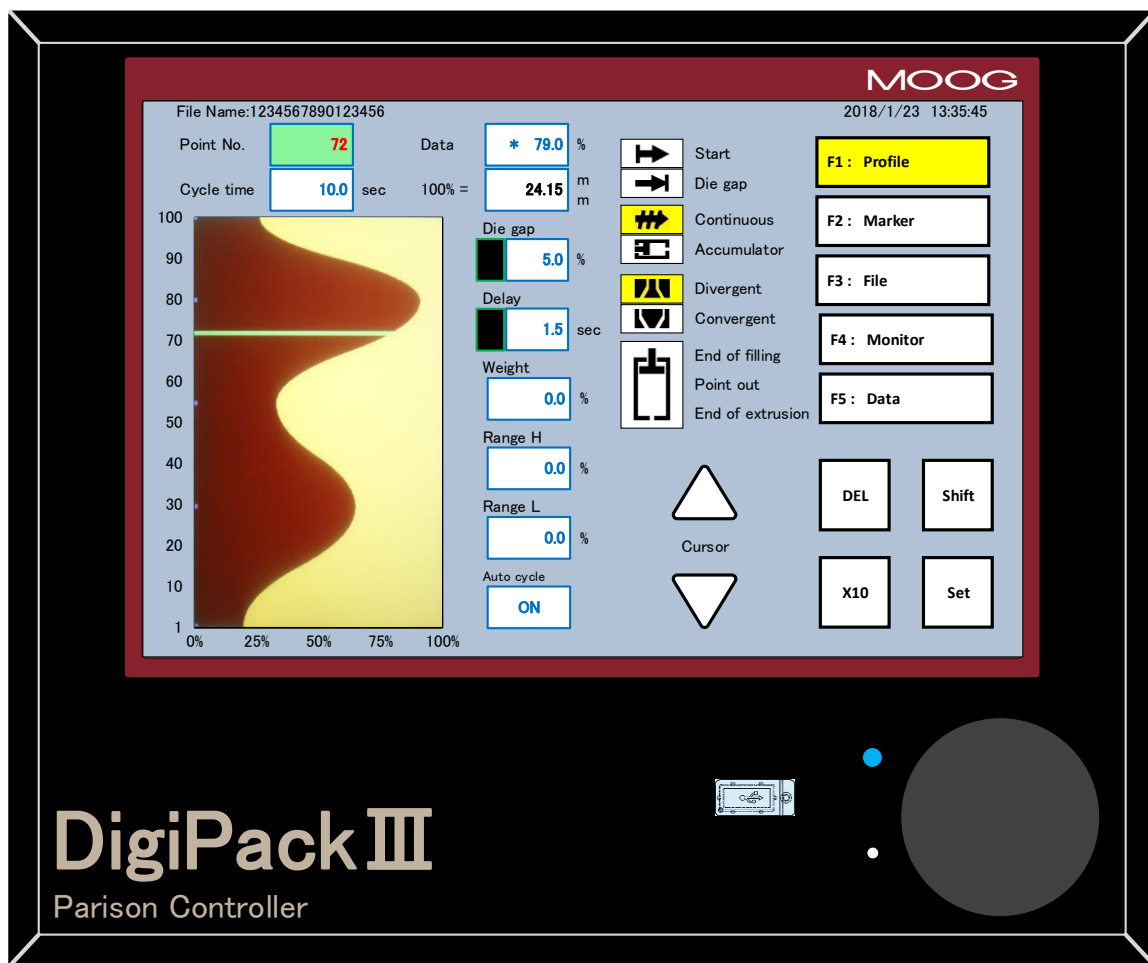 MOOG
File Name:1234567890123456
2018/1/23 13:35:45
Point No.
72
Data
* 79.0
%
Cycle time
10.0
sec
100% =
24.15
m
m
100
90
80
70
60
50
40
30
20
10
1
0%
25%
50%
75%
100%
Die gap
5.0
%
Delay
1.5
sec
Weight
0.0
%
Range H
0.0
%
Range L
0.0
%
Auto cycle
ON
Start
Die gap
Continuous
Accumulator
Divergent
Convergent
End of filling
Point out
End of extrusion
Cursor
F1 : Profile
F2 : Marker
F3 : File
F4 : Monitor
F5 : Data
DEL
Shift
X10
Set
DigiPack III
Parison Controller